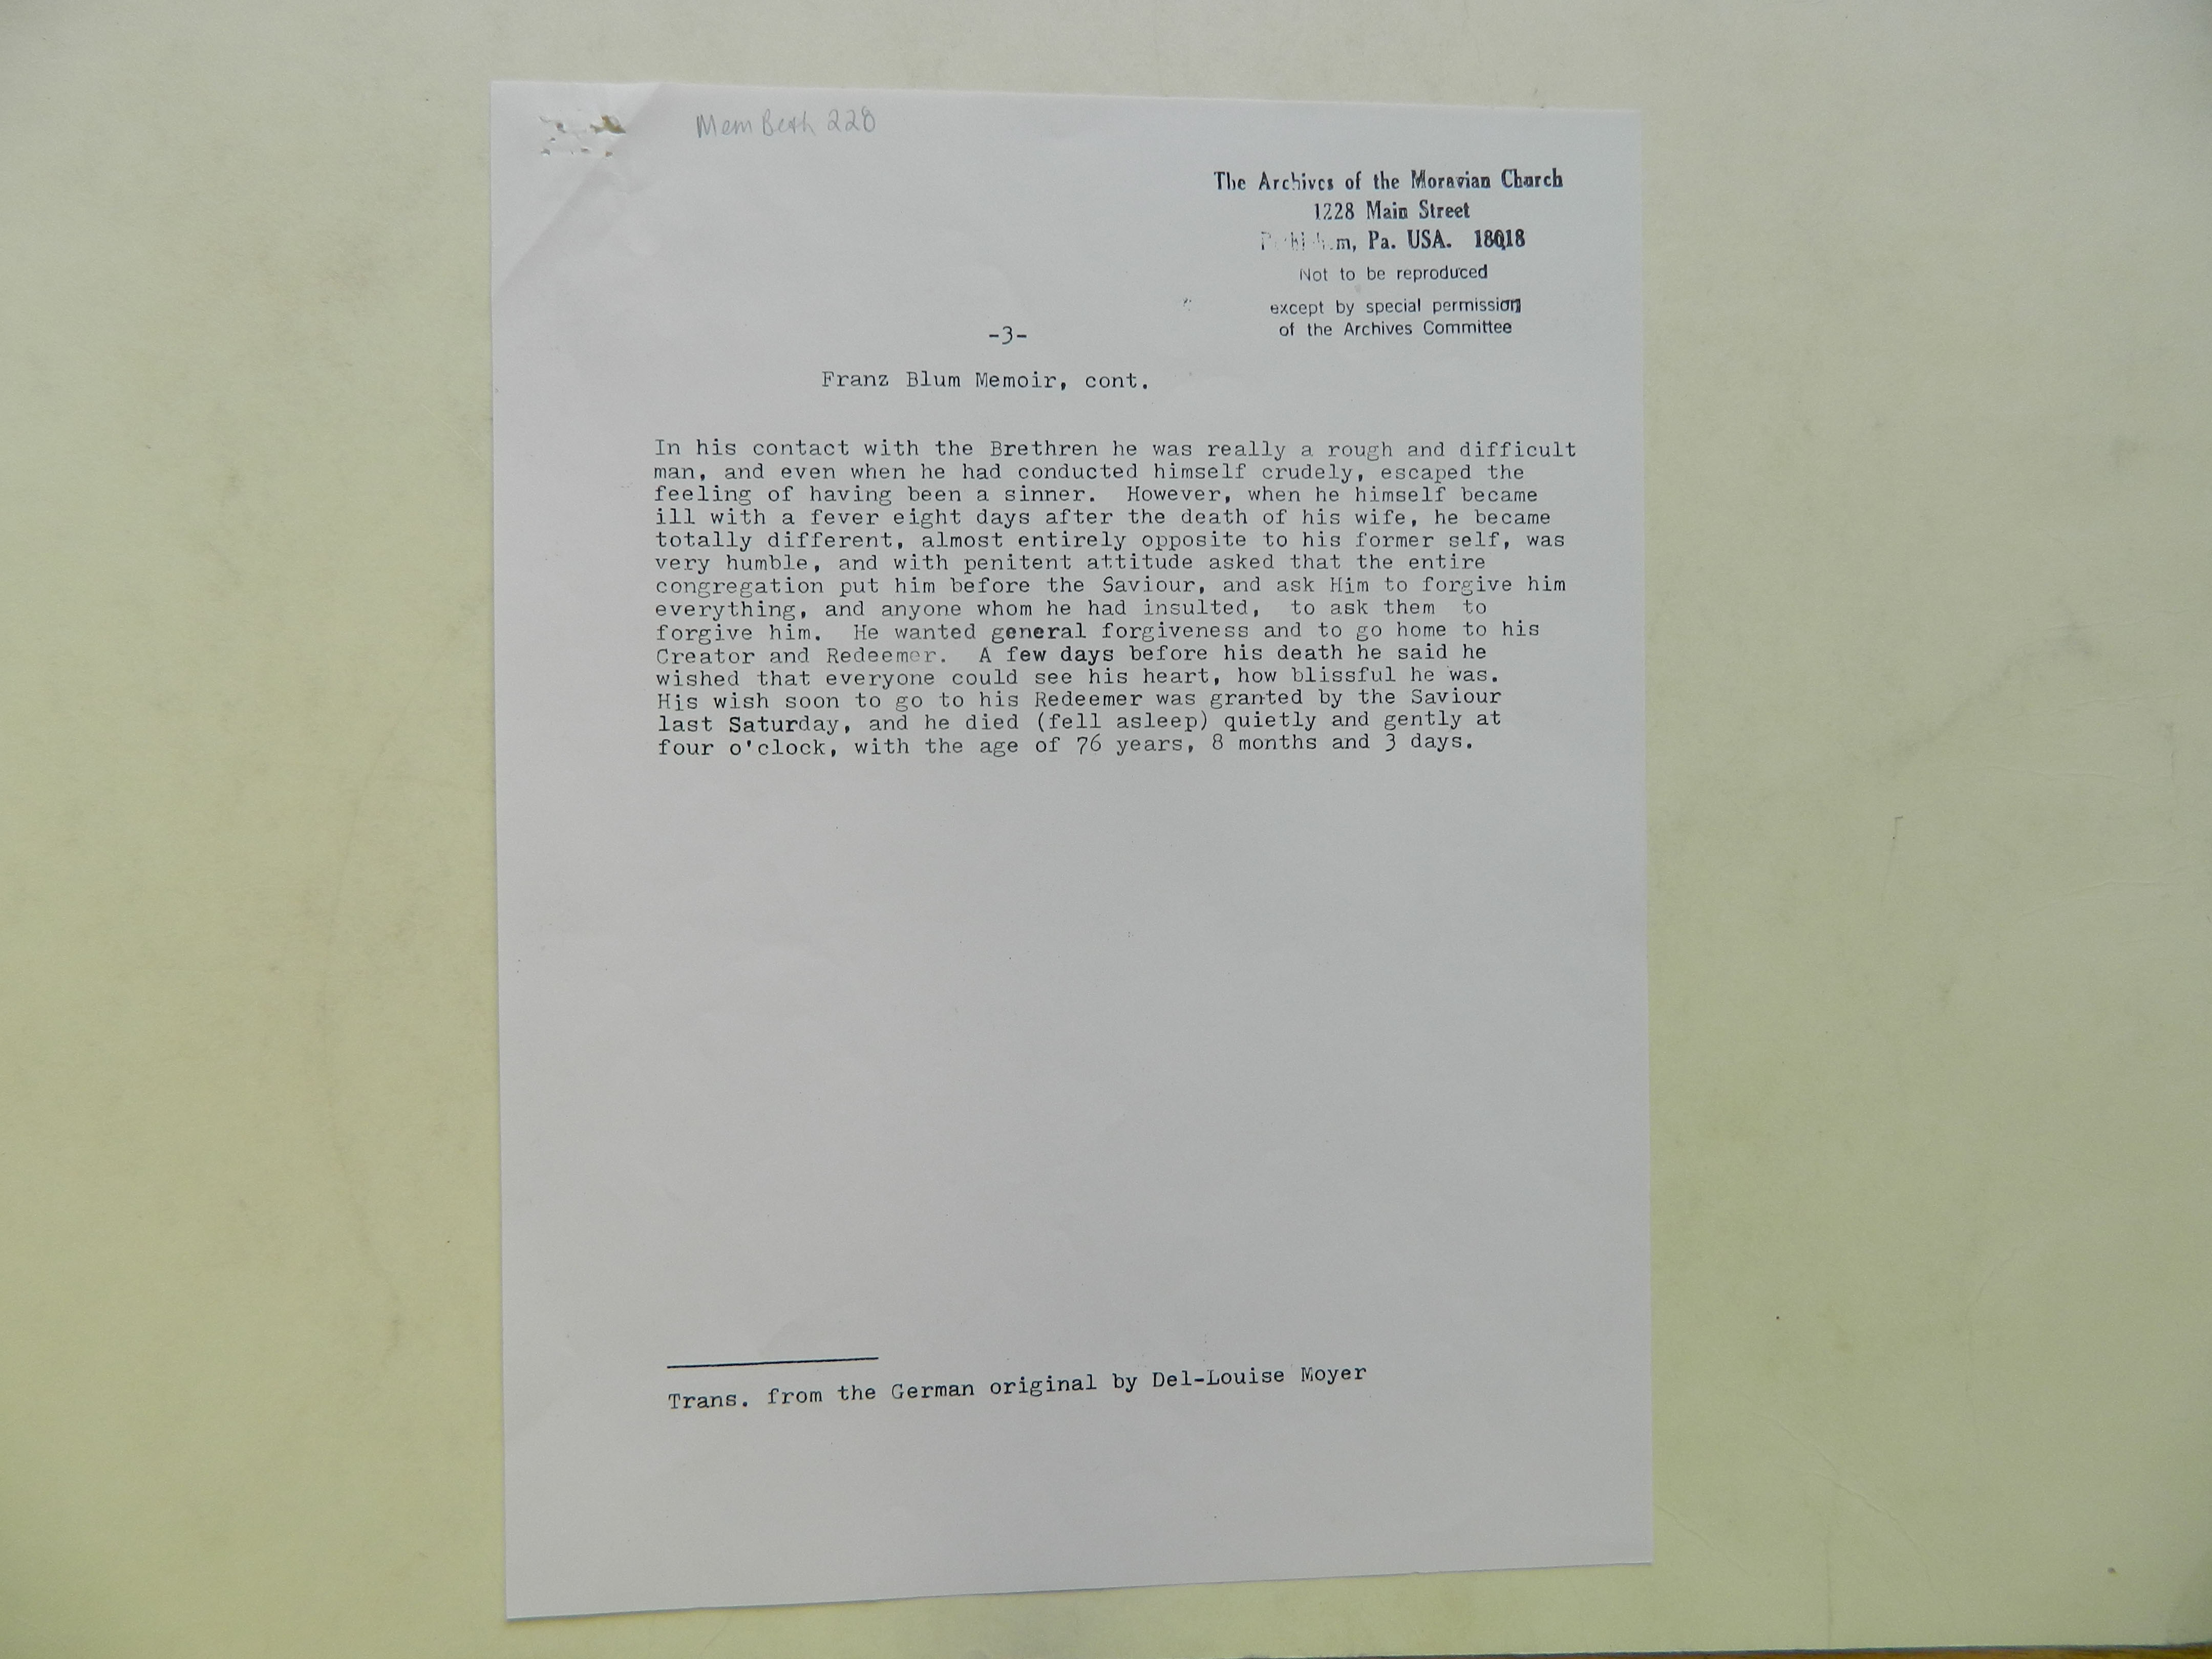 Mem Beth 228
The Archives of the Moravian Church
1228 Main Street
Pa. USA. 18018
Not to be reproduced
except by special permission
of the Archives Committee
-3-
Franz Blum Memoir, cont.
In his contact with the Brethren he was really a rough and difficult
man, and even when he had conducted himself crudely, escaped the
feeling of having been a sinner. However, when he himself became
ill with a fever eight days after the death of his wife, he became
totally different, almost entirely opposite to his former self, was
very humble, and with penitent attitude asked that the entire
congregation put him before the Saviour, and ask Him to forgive him
everything, and anyone whom he had insulted, to ask them to
forgive him. He wanted general forgiveness and to go home to his
Creator and Redeemer. A few days before his death he said he
wished that everyone could see his heart, how blissful he was.
His wish soon to go to his Redeemer was granted by the Saviour
last Saturday, and he died (fell asleep) quietly and gently at
four o'clock, with the age of 76 years, 8 months and 3 days.
Trans. from the German original by Del-Louise Moyer